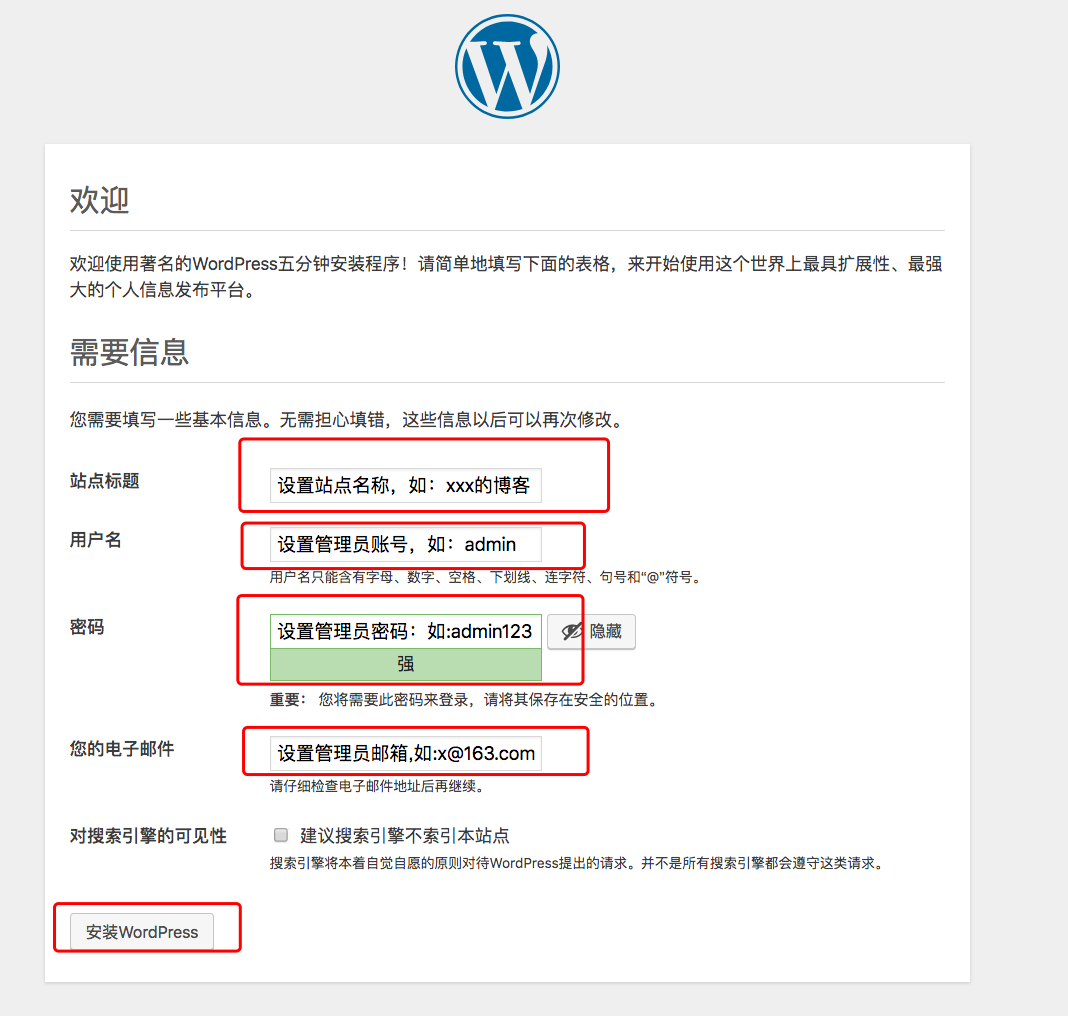 欢迎
欢迎使用著名的WordPress五分钟安装程序！请简单地填写下面的表格，来开始使用这个世界上最具扩展性、最强
大的个人信息发布平台。
需要信息
您需要填写一些基本信息。无需担心填错，这些信息以后可以再次修改。
站点标题
设置站点名称，如：xxx的博客
用户名
设置管理员账号，如：admin
用户名只能含有字母、数字、空格、下划线、连字符、句号和“@”符号。
密码
设置管理员密码：如:admin123
隐藏
强
重要： 您将需要此密码来登录，请将其保存在安全的位置。
您的电子邮件
设置管理员邮箱,如:x@163.com
请仔细检查电子邮件地址后再继续。
对搜索引擎的可见性
建议搜索引擎不索引本站点
搜索引擎将本着自觉自愿的原则对待WordPress提出的请求。并不是所有搜索引擎都会遵守这类请求。
安装WordPress